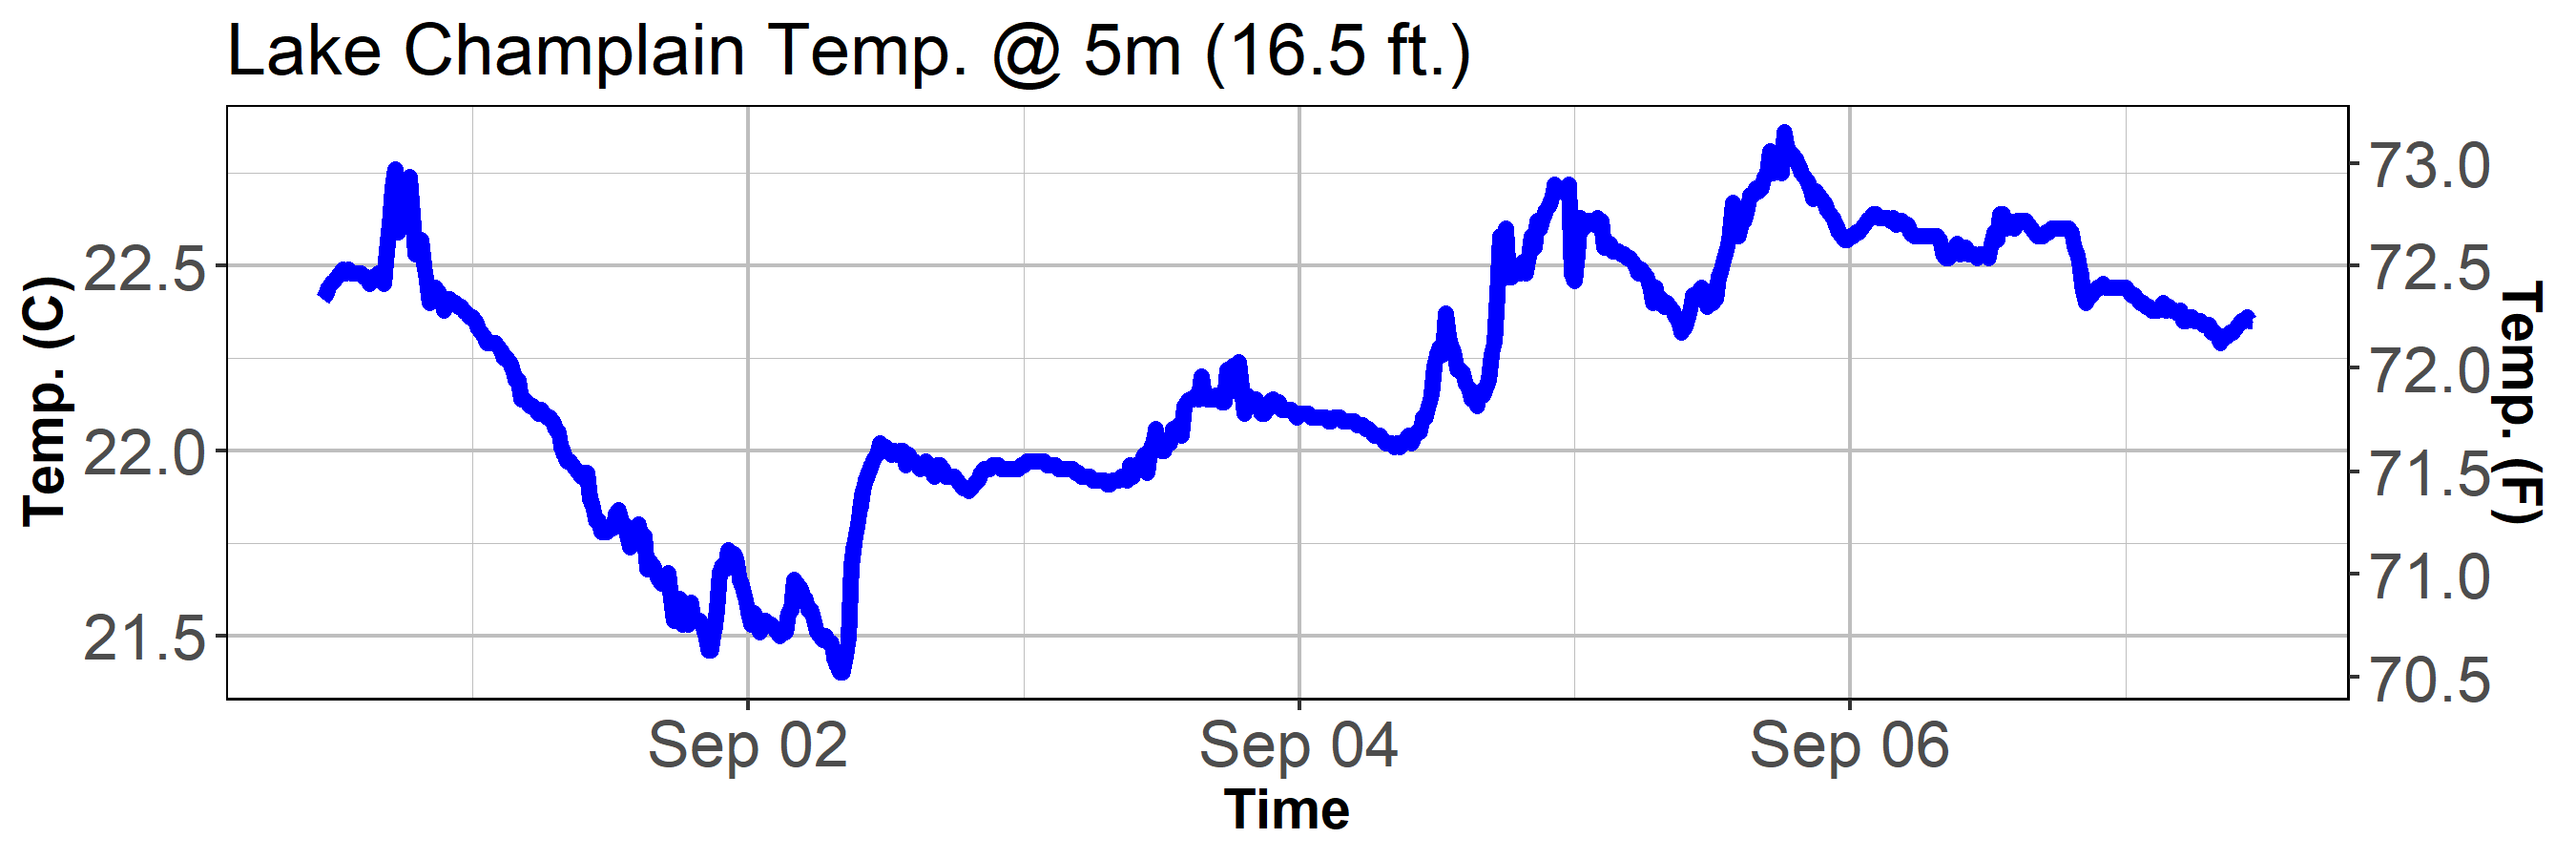 Lake Champlain Temp. @ 5m (16.5 ft.)
Temp. (C)
22.5
22.0
21.5
73.0
72.5
72.0
71.5
71.0
70.5
Temp. (F)
Sep 02 Sep 04 Sep 06
Time